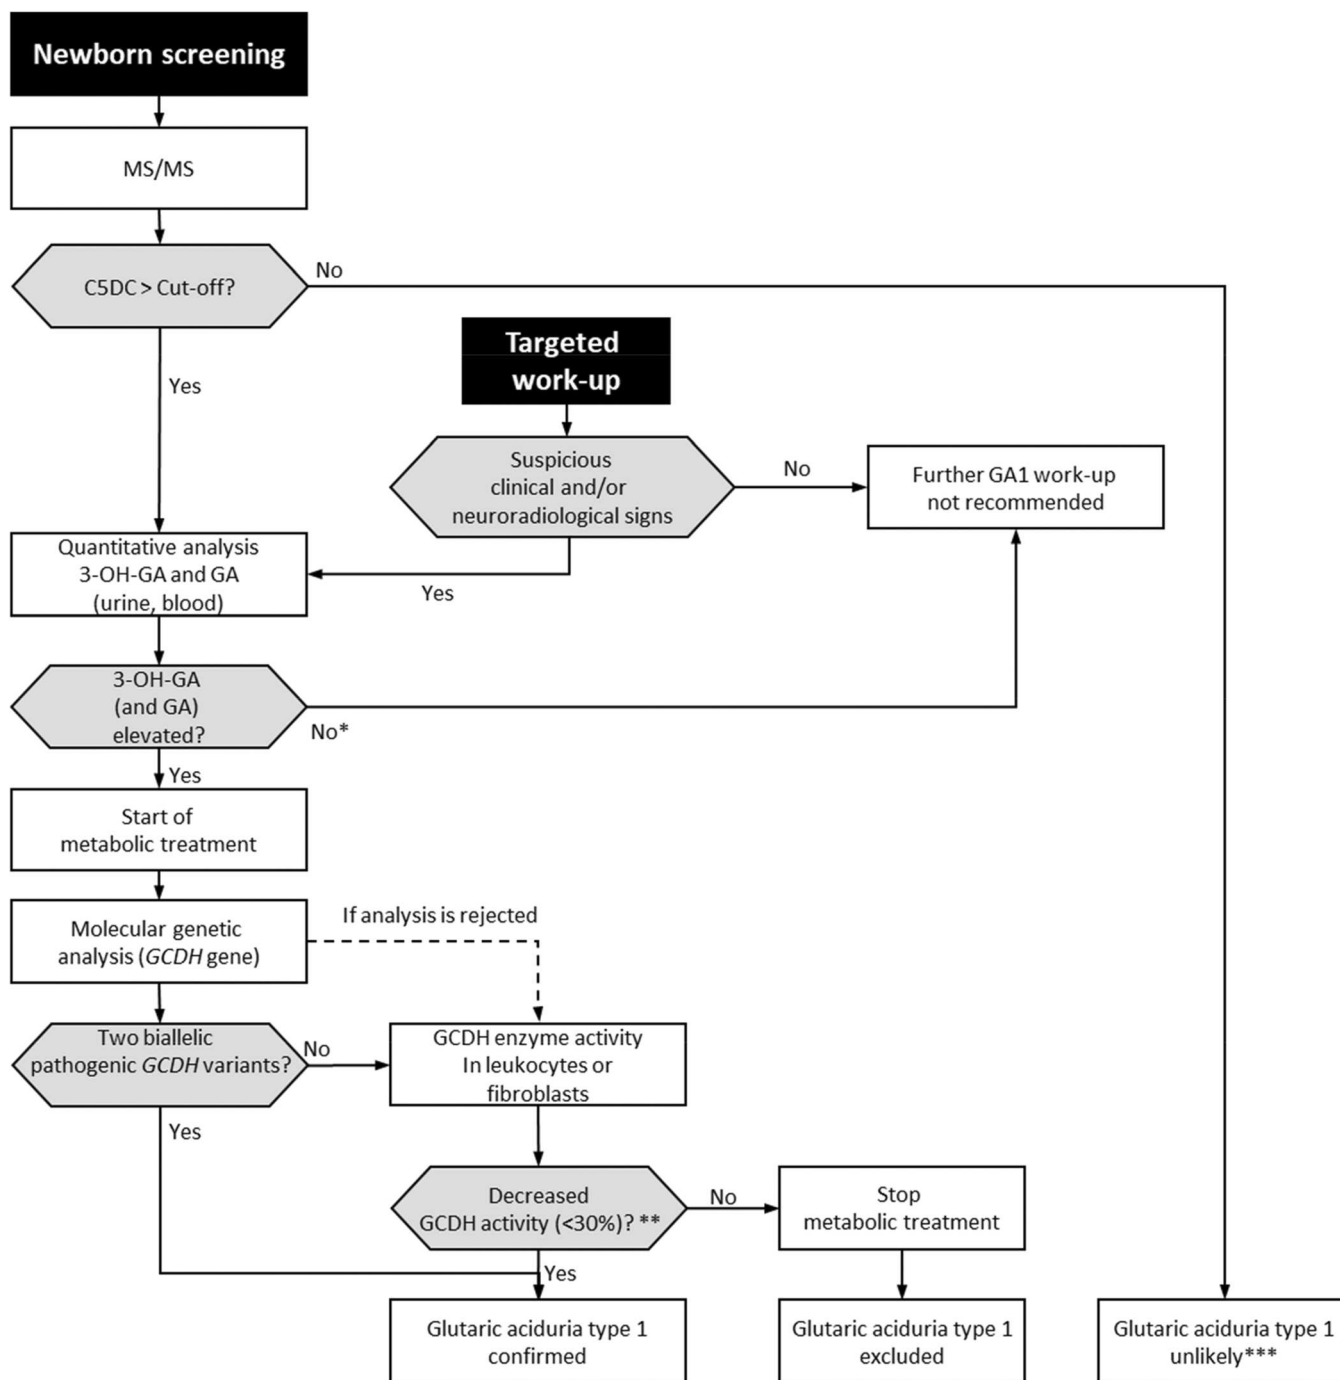 Newborn screening
MS/MS
C5DC > Cut-off?
No
Yes
Targeted
work-up
Suspicious
clinical and/or
neuroradiological signs
No
Further GA1 work-up
not recommended
Yes
Quantitative analysis
3-OH-GA and GA
(urine, blood)
3-OH-GA
(and GA)
elevated?
No*
Yes
Start of
metabolic treatment
Molecular genetic
analysis (GCDH gene)
If analysis is rejected
Two biallelic
pathogenic GCDH variants?
No
Yes
GCDH enzyme activity
In leukocytes or
fibroblasts
Decreased
GCDH activity (<30%)? **
No
Yes
Stop
metabolic treatment
Glutaric aciduria type 1
confirmed
Glutaric aciduria type 1
excluded
Glutaric aciduria type 1
unlikely***